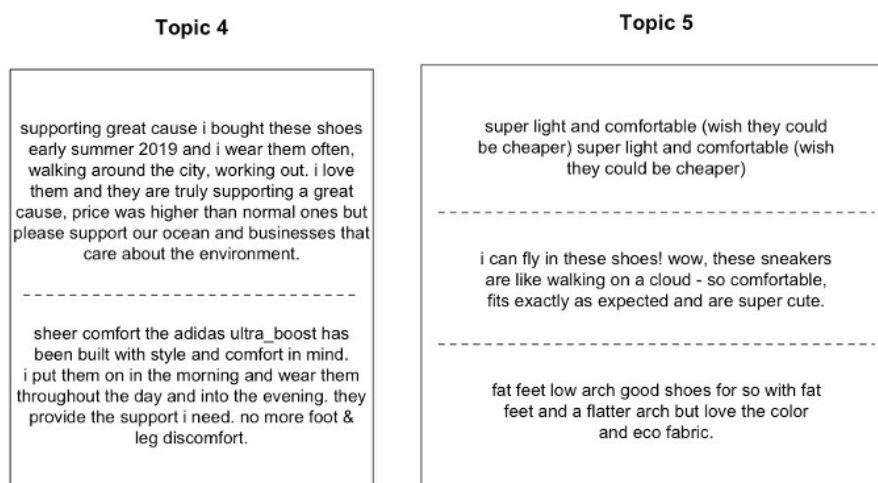 Topic 4
supporting great cause i bought these shoes
early summer 2019 and i wear them often,
walking around the city, working out. i love
them and they are truly supporting a great
cause, price was higher than normal ones but
please support our ocean and businesses that
care about the environment.
sheer comfort the adidas ultra_boost has
been built with style and comfort in mind.
i put them on in the morning and wear them
throughout the day and into the evening. they
provide the support i need. no more foot &
leg discomfort.
Topic 5
super light and comfortable (wish they could
be cheaper) super light and comfortable (wish
they could be cheaper)
i can fly in these shoes! wow, these sneakers
are like walking on a cloud - so comfortable,
fits exactly as expected and are super cute.
fat feet low arch good shoes for so with fat
feet and a flatter arch but love the color
and eco fabric.